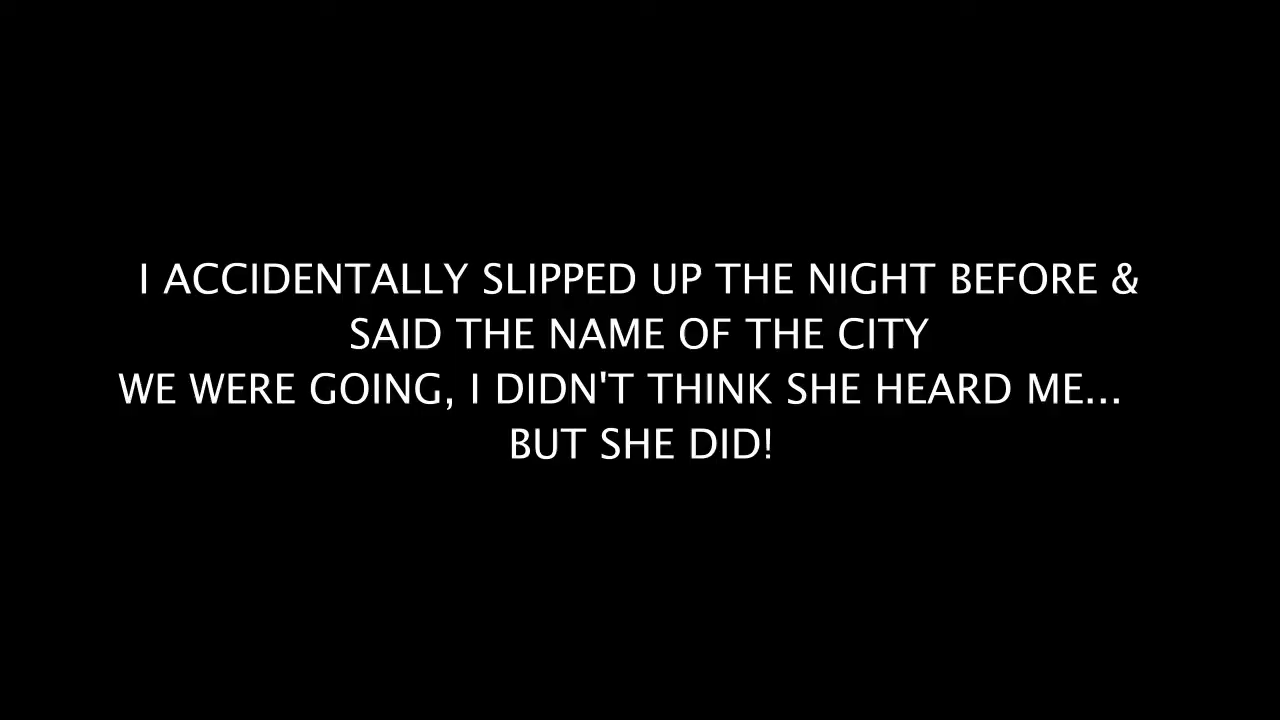 I ACCIDENTALLY SLIPPED UP THE NIGHT BEFORE &
SAID THE NAME OF THE CITY
WE WERE GOING, I DIDN'T THINK SHE HEARD ME...
BUT SHE DID!